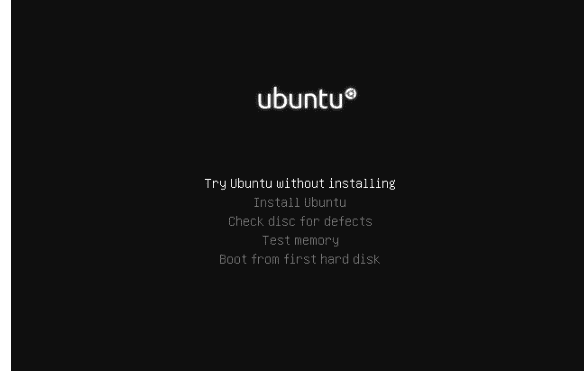 ubuntu
Try Ubuntu without installing
Install Ubuntu
Check disc for defects
Test memory
Boot from first hard disk